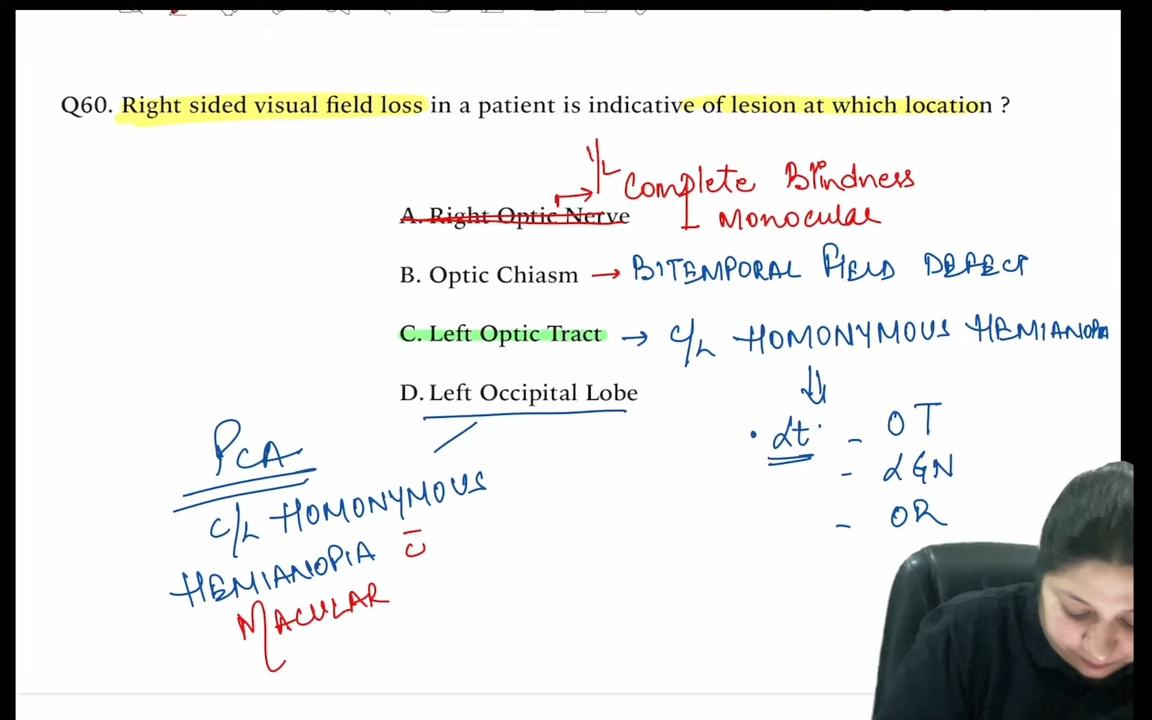 Q60. Right sided visual field loss in a patient is indicative of lesion at which location ?
I/L Complete Blindness
A. Right Optic Nerve
Monocular
B. Optic Chiasm → BITEMPORAL FIELD DEFECT
C. Left Optic Tract → C/L HOMONYMOUS HEMIANOPIA
D. Left Occipital Lobe
Lt - OT
- LGN
- OR
PCA
C/L HOMONYMOUS
HEMIANOPIA c̄
MACULAR